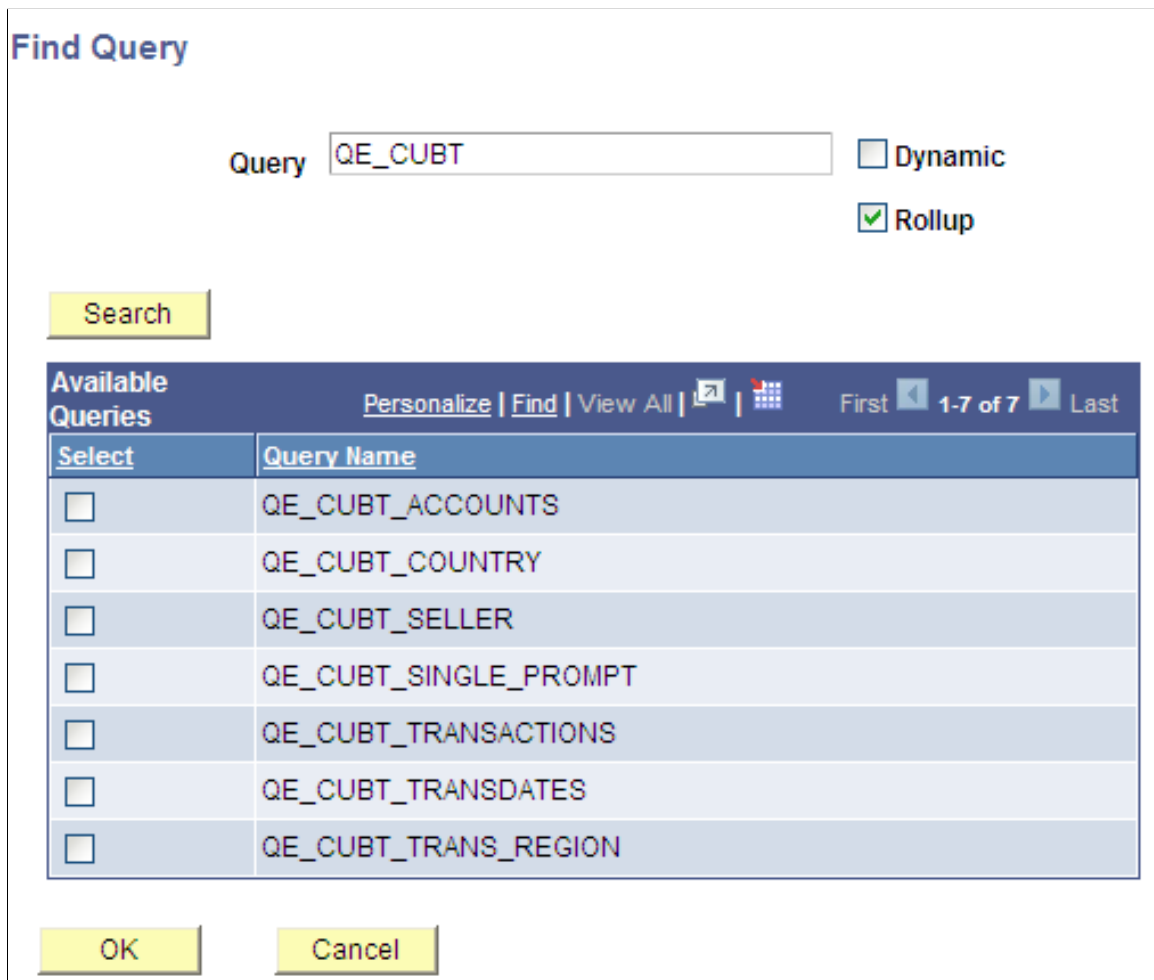 Find Query
Query QE_CUBT Dynamic
Rollup
Search
Available Queries Personalize | Find | View All | | First 1-7 of 7 Last
Select Query Name
QE_CUBT_ACCOUNTS
QE_CUBT_COUNTRY
QE_CUBT_SELLER
QE_CUBT_SINGLE_PROMPT
QE_CUBT_TRANSACTIONS
QE_CUBT_TRANSDATES
QE_CUBT_TRANS_REGION
OK Cancel